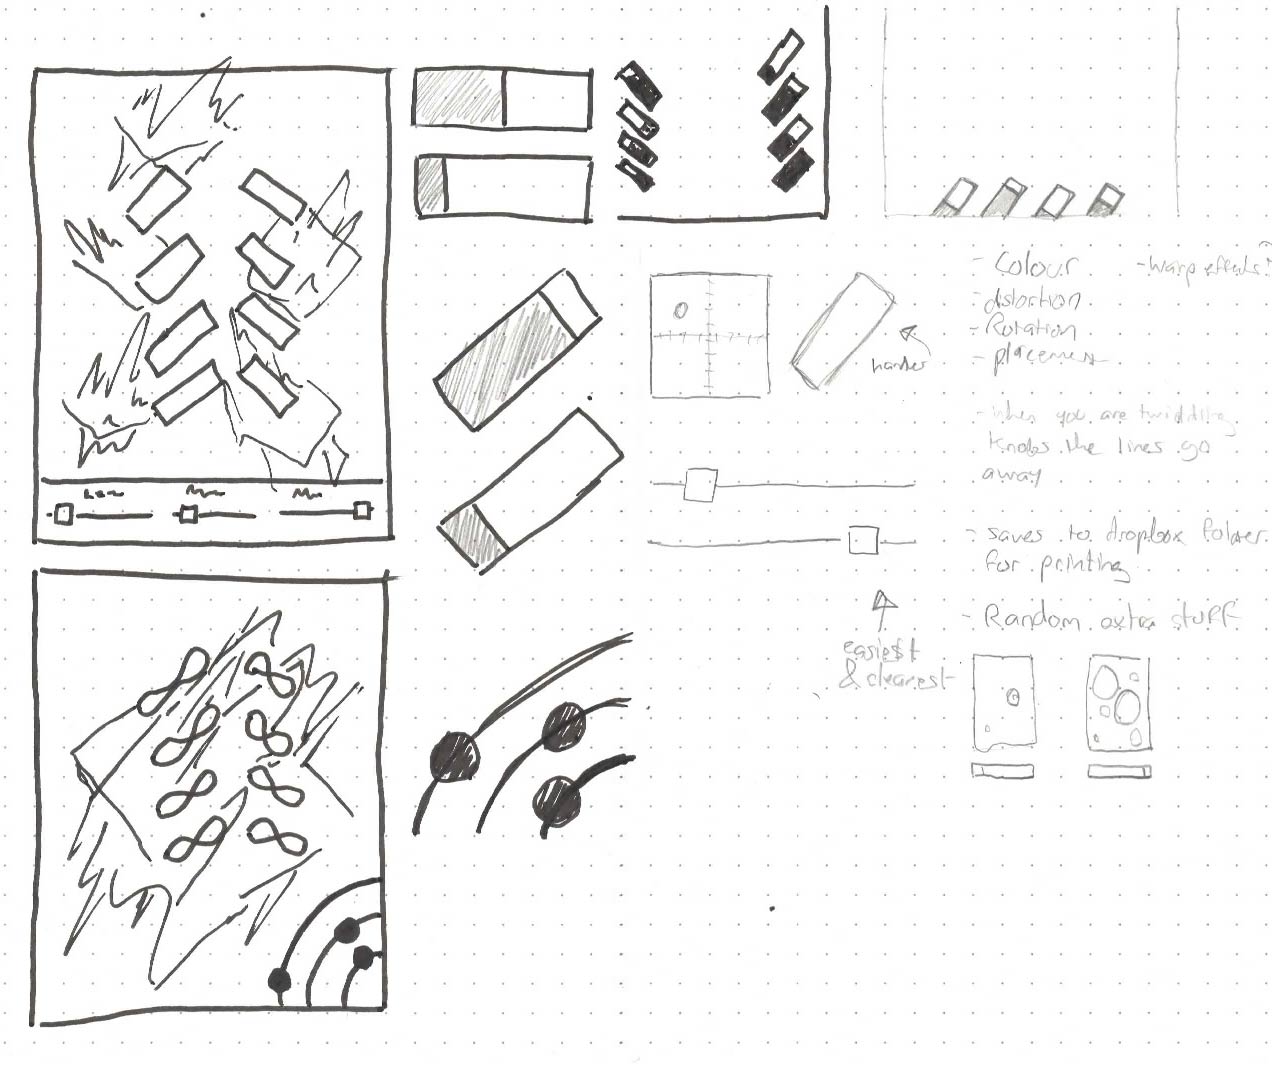 - Colour
- distortion
- Rotation
- placement
- warp effects?
harder
- When you are twiddling
knobs the lines go
away
- saves to dropbox folder
for printing
easiest
& clearest
- Random extra stuff